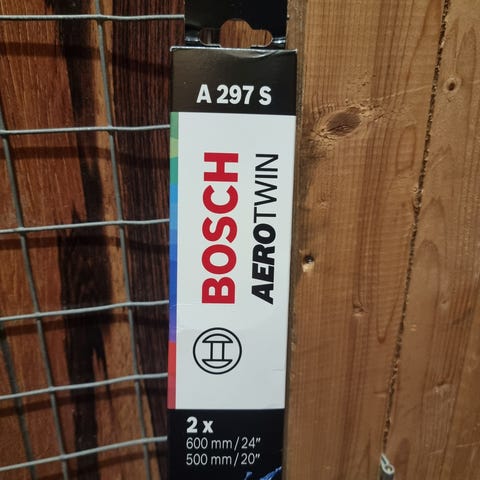 A 297 S
BOSCH
AEROTWIN
2 x
600 mm/24"
500 mm/20"